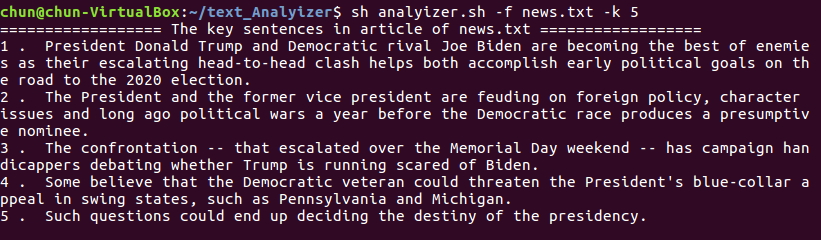 chun@chun-VirtualBox:~/text_Analyizer$ sh analyizer.sh -f news.txt -k 5
================== The key sentences in article of news.txt ==================
1 .  President Donald Trump and Democratic rival Joe Biden are becoming the best of enemie
s as their escalating head-to-head clash helps both accomplish early political goals on th
e road to the 2020 election.
2 .  The President and the former vice president are feuding on foreign policy, character
issues and long ago political wars a year before the Democratic race produces a presumptiv
e nominee.
3 .  The confrontation -- that escalated over the Memorial Day weekend -- has campaign han
dicappers debating whether Trump is running scared of Biden.
4 .  Some believe that the Democratic veteran could threaten the President's blue-collar a
ppeal in swing states, such as Pennsylvania and Michigan.
5 .  Such questions could end up deciding the destiny of the presidency.